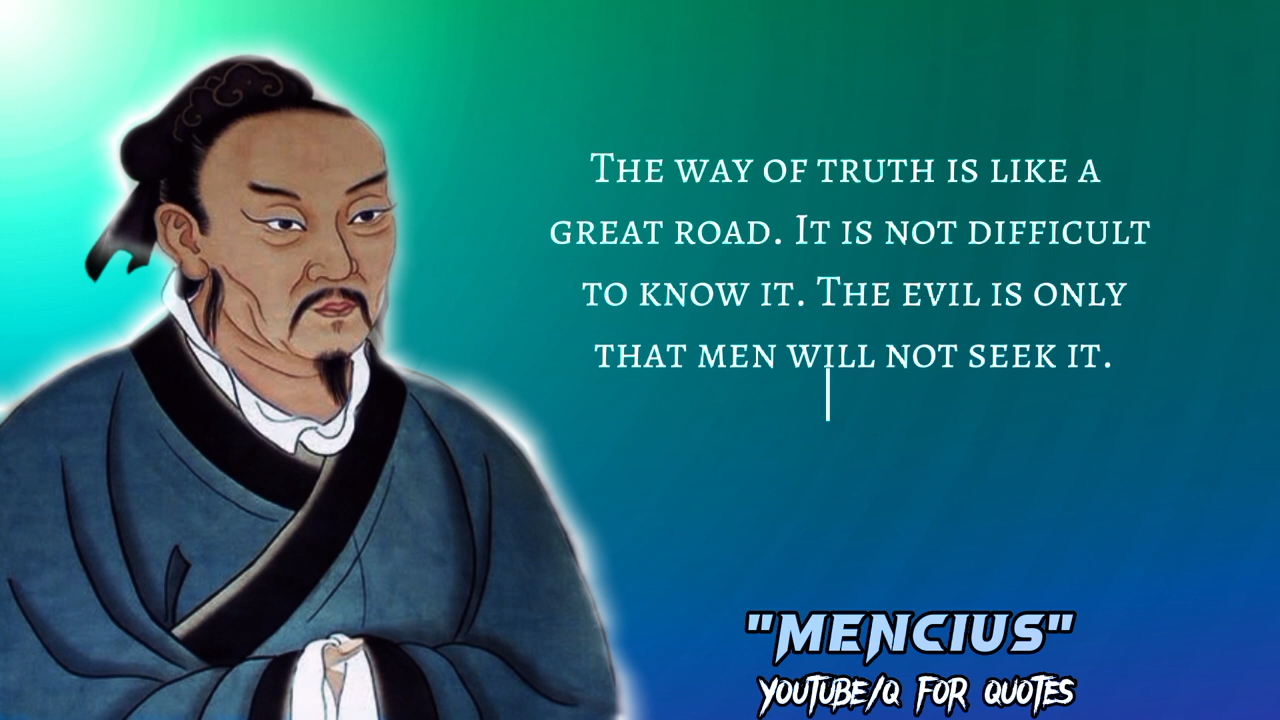 The way of truth is like a
great road. It is not difficult
to know it. The evil is only
that men will not seek it.
"MENCIUS"
YOUTUBE/Q FOR QUOTES